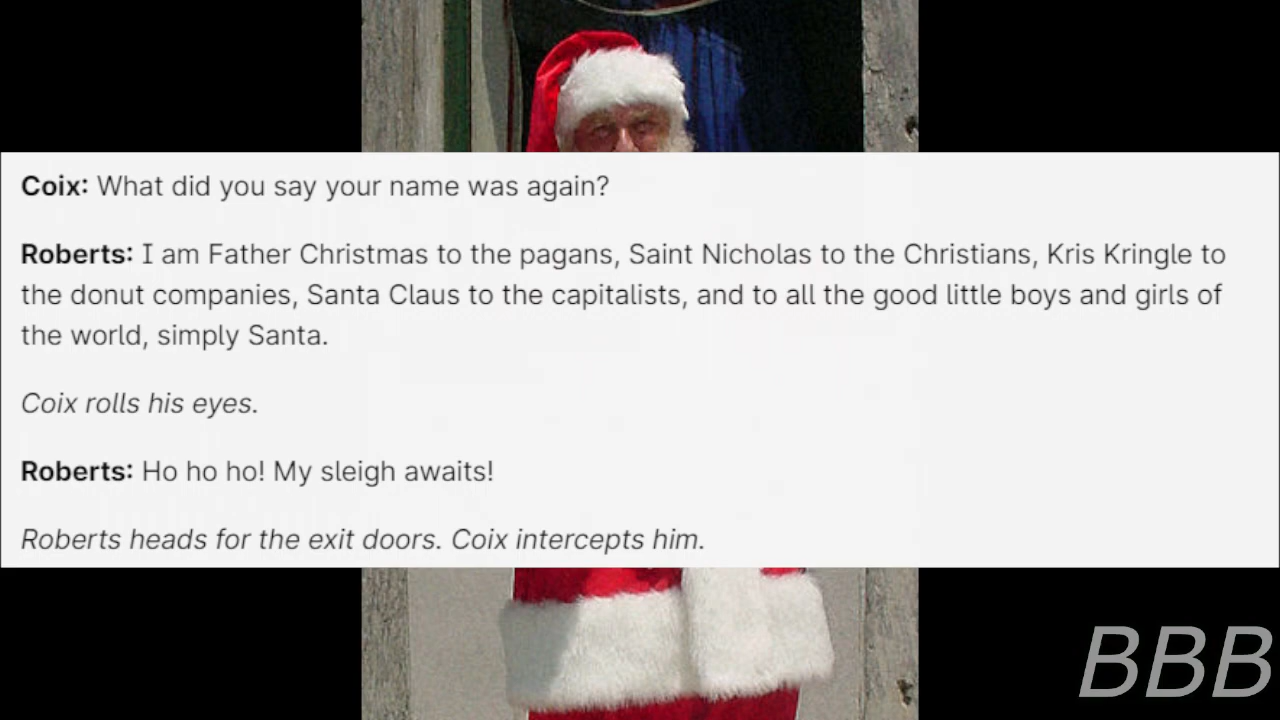 Coix: What did you say your name was again?
Roberts: I am Father Christmas to the pagans, Saint Nicholas to the Christians, Kris Kringle to
the donut companies, Santa Claus to the capitalists, and to all the good little boys and girls of
the world, simply Santa.
Coix rolls his eyes.
Roberts: Ho ho ho! My sleigh awaits!
Roberts heads for the exit doors. Coix intercepts him.
BBB